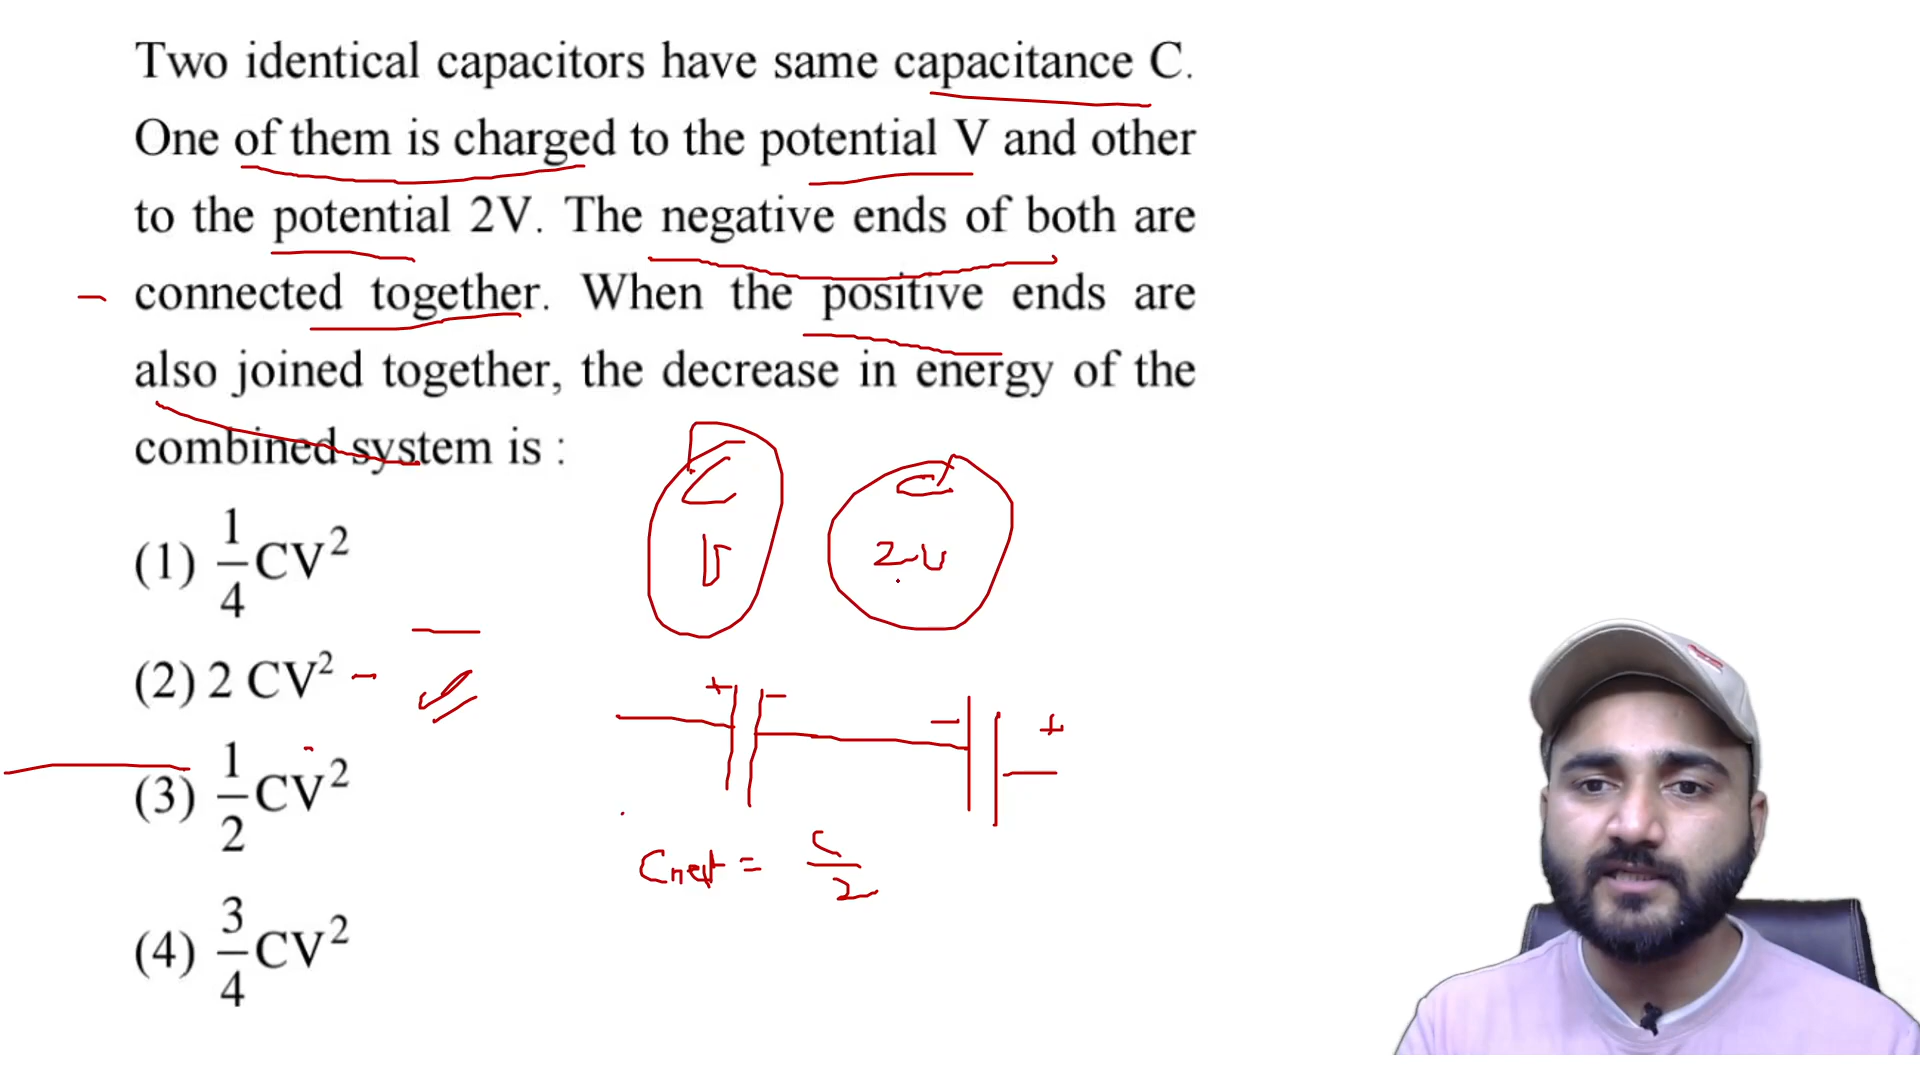 Two identical capacitors have same capacitance C.
One of them is charged to the potential V and other
to the potential 2V. The negative ends of both are
connected together. When the positive ends are
also joined together, the decrease in energy of the
combined system is :
(1) 1/4 CV²
(2) 2 CV²
(3) 1/2 CV²
(4) 3/4 CV²
C
V
C
2V
+ -
- +
Cnet = C/2